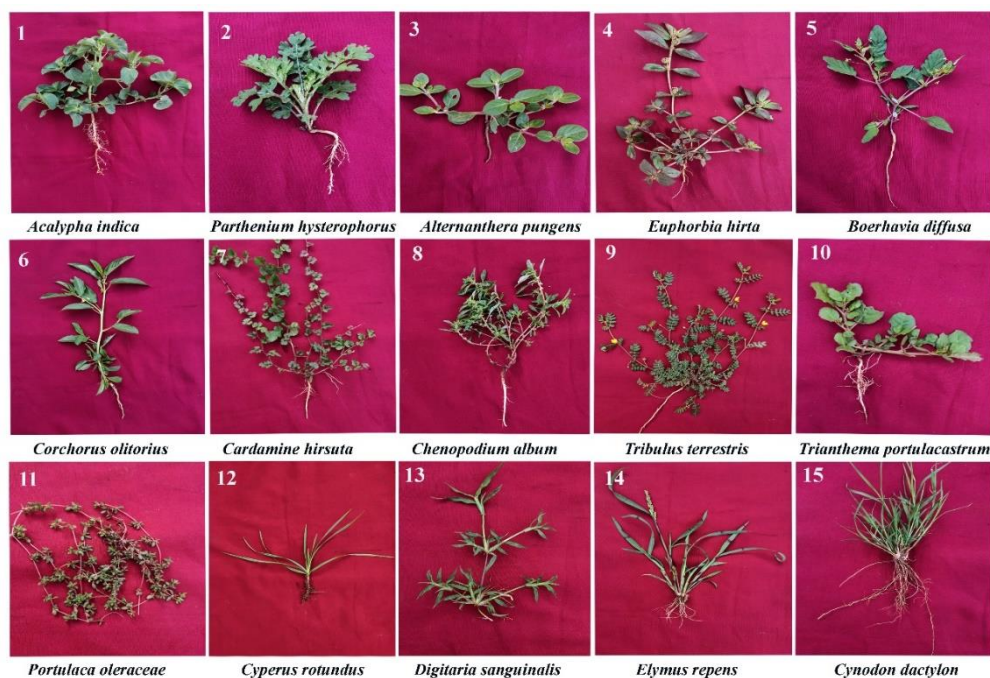 1 2 3 4 5
Acalypha indica Parthenium hysterophorus Alternanthera pungens Euphorbia hirta Boerhavia diffusa
6 7 8 9 10
Corchorus olitorius Cardamine hirsuta Chenopodium album Tribulus terrestris Trianthema portulacastrum
11 12 13 14 15
Portulaca oleraceae Cyperus rotundus Digitaria sanguinalis Elymus repens Cynodon dactylon